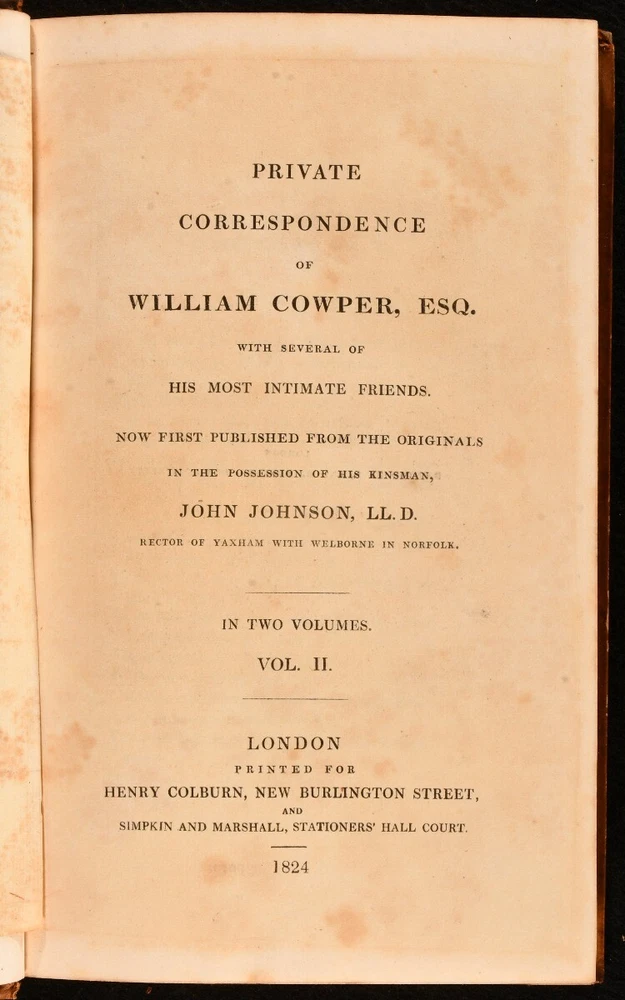 PRIVATE
CORRESPONDENCE
OF
WILLIAM COWPER, ESQ.
WITH SEVERAL OF
HIS MOST INTIMATE FRIENDS.
NOW FIRST PUBLISHED FROM THE ORIGINALS
IN THE POSSESSION OF HIS KINSMAN,
JOHN JOHNSON, LL. D.
RECTOR OF YAXHAM WITH WELBORNE IN NORFOLK.
IN TWO VOLUMES.
VOL. II.
LONDON
PRINTED FOR
HENRY COLBURN, NEW BURLINGTON STREET,
AND
SIMPKIN AND MARSHALL, STATIONERS' HALL COURT.
1824